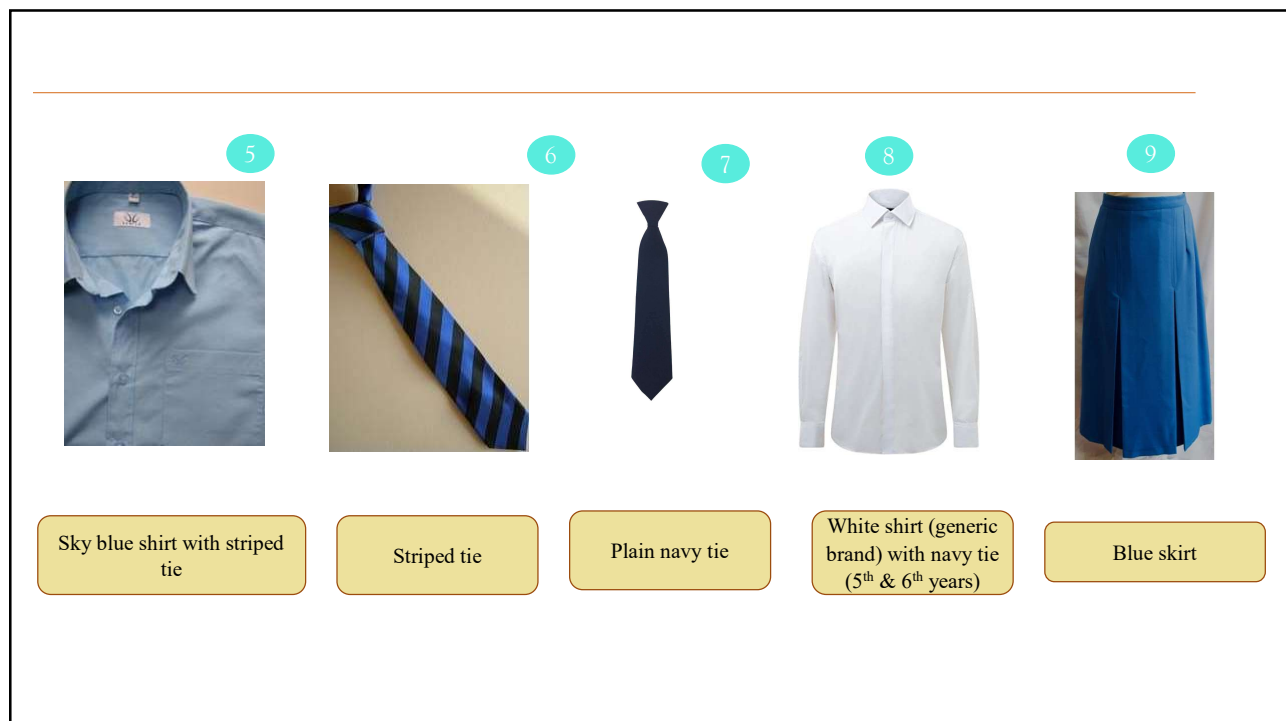 5
6
7
8
9
Sky blue shirt with striped
tie
Striped tie
Plain navy tie
White shirt (generic
brand) with navy tie
(5th & 6th years)
Blue skirt